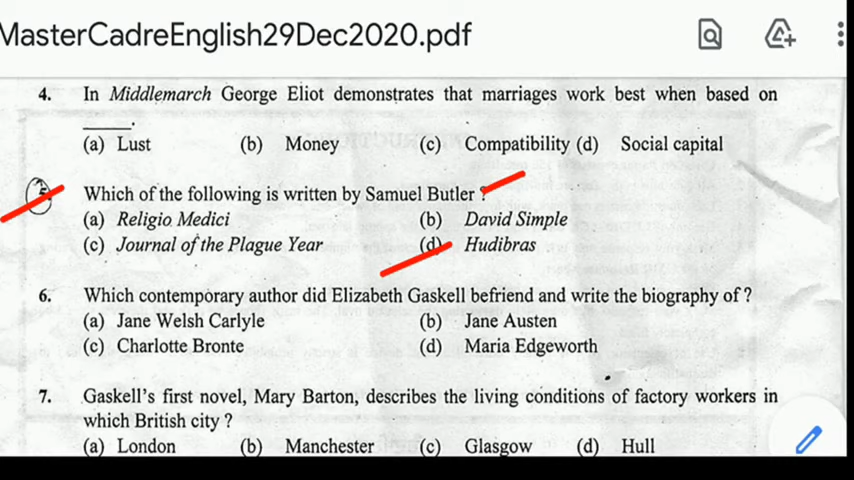 MasterCadreEnglish29Dec2020.pdf
4. In Middlemarch George Eliot demonstrates that marriages work best when based on
______.
(a) Lust (b) Money (c) Compatibility (d) Social capital
Which of the following is written by Samuel Butler ?
(a) Religio Medici (b) David Simple
(c) Journal of the Plague Year (d) Hudibras
6. Which contemporary author did Elizabeth Gaskell befriend and write the biography of ?
(a) Jane Welsh Carlyle (b) Jane Austen
(c) Charlotte Bronte (d) Maria Edgeworth
7. Gaskell's first novel, Mary Barton, describes the living conditions of factory workers in
which British city ?
(a) London (b) Manchester (c) Glasgow (d) Hull